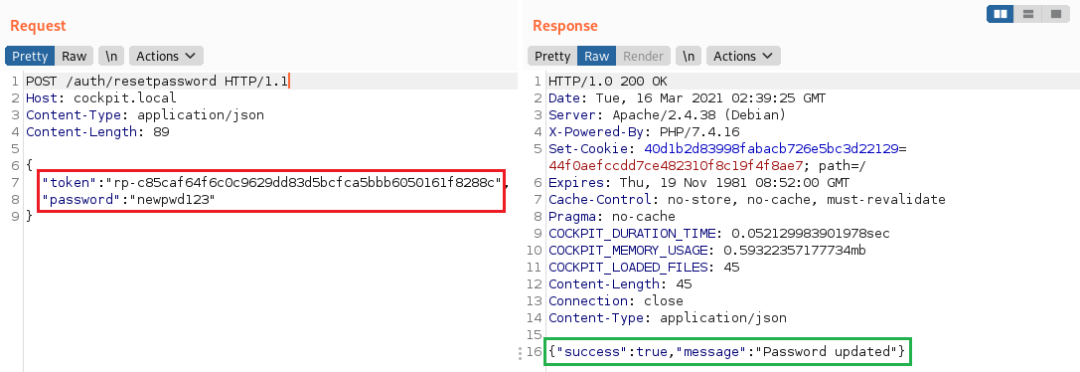 Request
Pretty Raw \n Actions
1 POST /auth/resetpassword HTTP/1.1
2 Host: cockpit.local
3 Content-Type: application/json
4 Content-Length: 89
5
6 {
7 "token":"rp-c85caf64f6c0c9629dd83d5bcfca5bbb6050161f8288c",
8 "password":"newpwd123"
9 }
Response
Pretty Raw Render \n Actions
1 HTTP/1.0 200 OK
2 Date: Tue, 16 Mar 2021 02:39:25 GMT
3 Server: Apache/2.4.38 (Debian)
4 X-Powered-By: PHP/7.4.16
5 Set-Cookie: 40d1b2d83998fabacb726e5bc3d22129=
44f0aefccdd7ce482310f8c19f4f8ae7; path=/
6 Expires: Thu, 19 Nov 1981 08:52:00 GMT
7 Cache-Control: no-store, no-cache, must-revalidate
8 Pragma: no-cache
9 COCKPIT_DURATION_TIME: 0.052129983901978sec
10 COCKPIT_MEMORY_USAGE: 0.59322357177734mb
11 COCKPIT_LOADED_FILES: 45
12 Content-Length: 45
13 Connection: close
14 Content-Type: application/json
15
16 {"success":true,"message":"Password updated"}